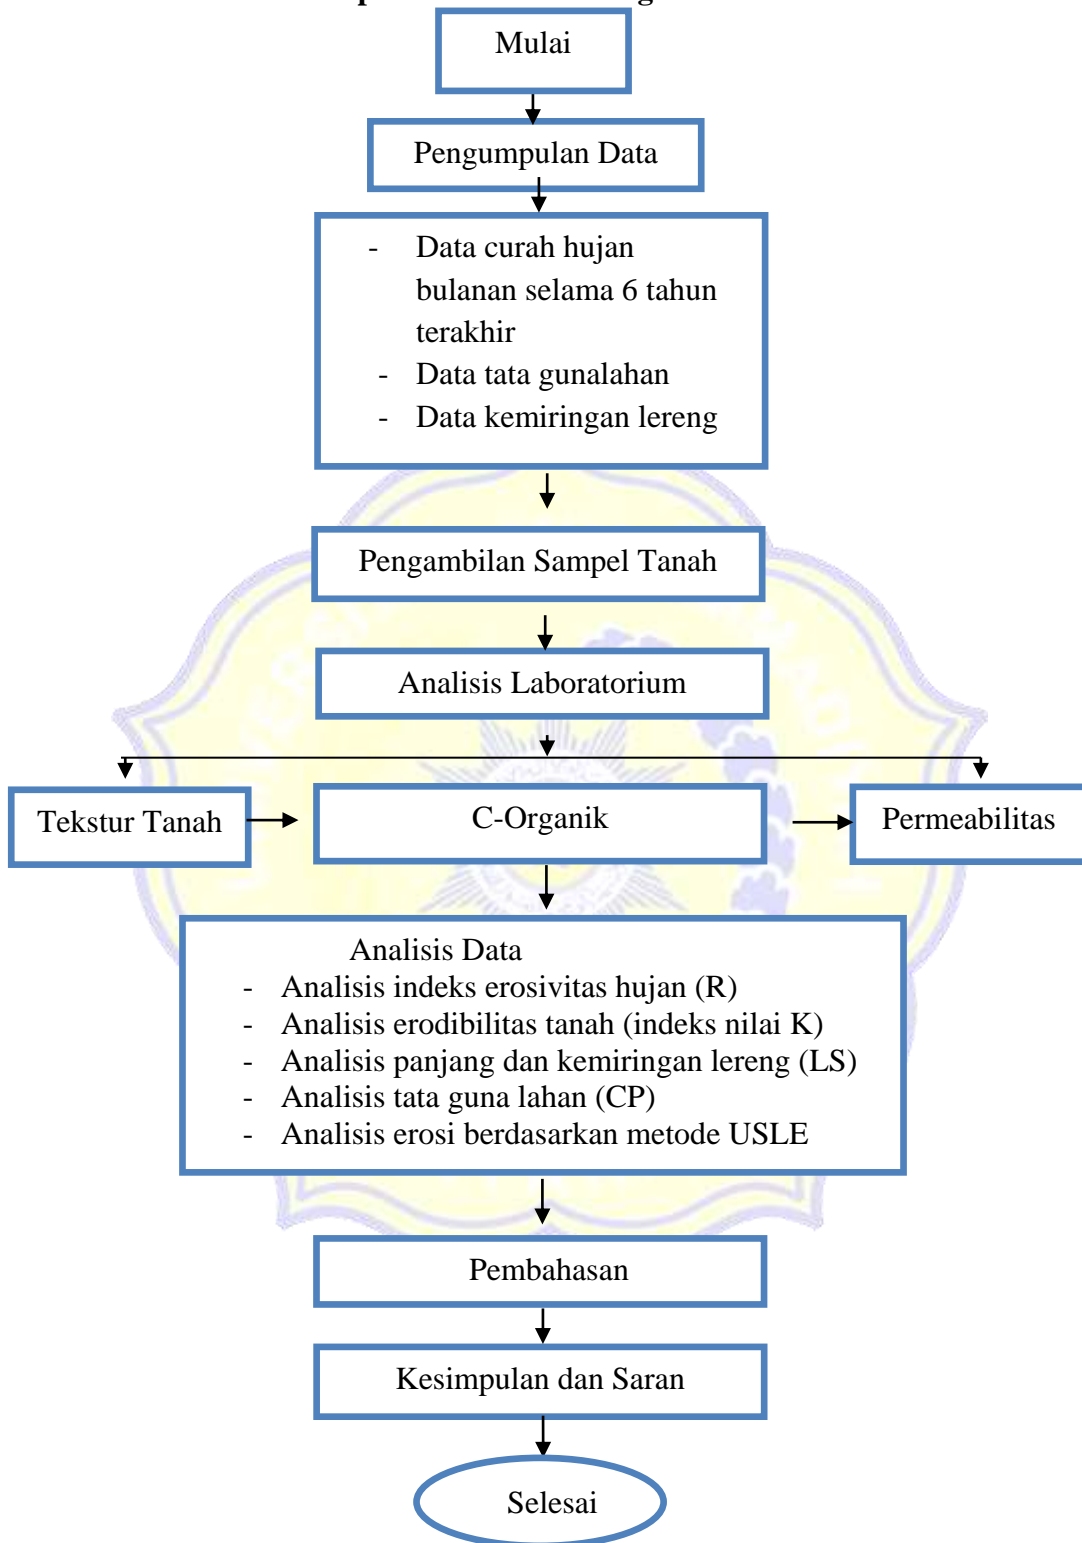 Mulai
Pengumpulan Data
- Data curah hujan
bulanan selama 6 tahun
terakhir
- Data tata gunalahan
- Data kemiringan lereng
Pengambilan Sampel Tanah
Analisis Laboratorium
Tekstur Tanah
C-Organik
Permeabilitas
Analisis Data
- Analisis indeks erosivitas hujan (R)
- Analisis erodibilitas tanah (indeks nilai K)
- Analisis panjang dan kemiringan lereng (LS)
- Analisis tata guna lahan (CP)
- Analisis erosi berdasarkan metode USLE
Pembahasan
Kesimpulan dan Saran
Selesai